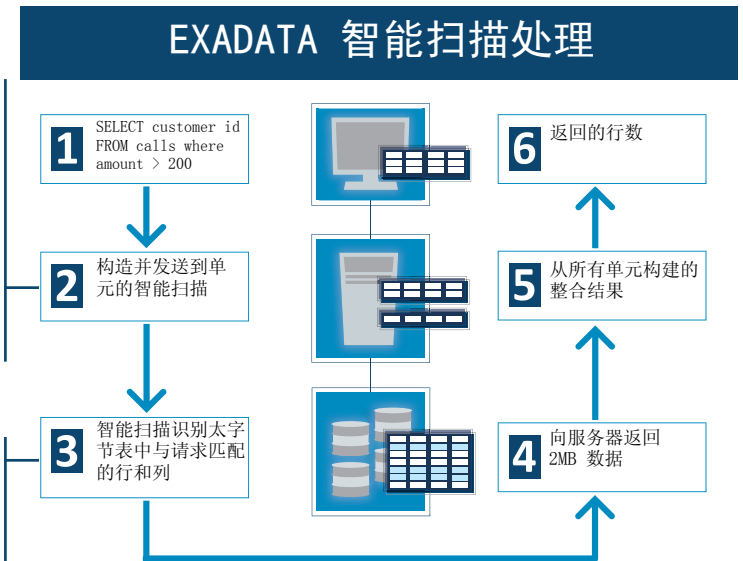 EXADATA 智能扫描处理
1
SELECT customer id
FROM calls where
amount > 200
2
构造并发送到单
元的智能扫描
3
智能扫描识别太字
节表中与请求匹配
的行和列
4
向服务器返回
2MB 数据
5
从所有单元构建的
整合结果
6
返回的行数